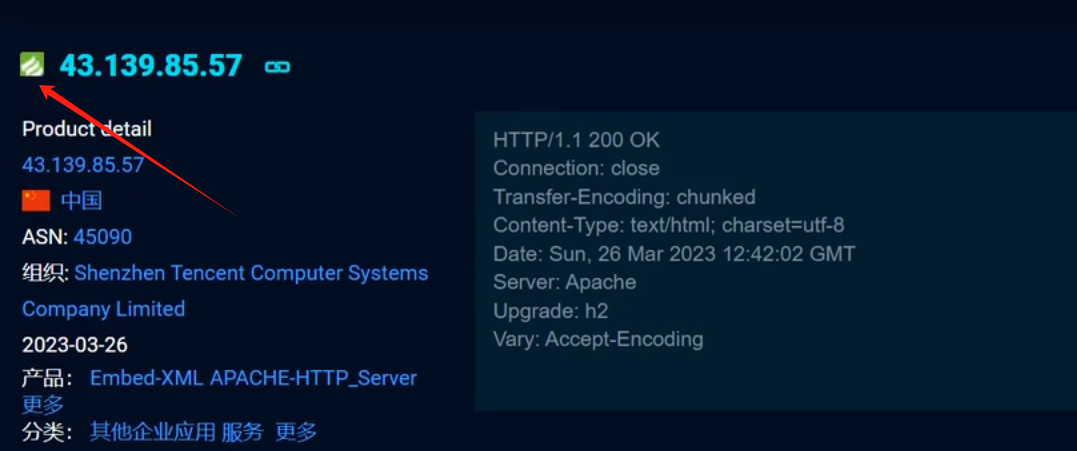 43.139.85.57
Product detail
43.139.85.57
中国
ASN: 45090
组织: Shenzhen Tencent Computer Systems
Company Limited
2023-03-26
产品： Embed-XML APACHE-HTTP_Server
更多
分类： 其他企业应用 服务 更多
HTTP/1.1 200 OK
Connection: close
Transfer-Encoding: chunked
Content-Type: text/html; charset=utf-8
Date: Sun, 26 Mar 2023 12:42:02 GMT
Server: Apache
Upgrade: h2
Vary: Accept-Encoding